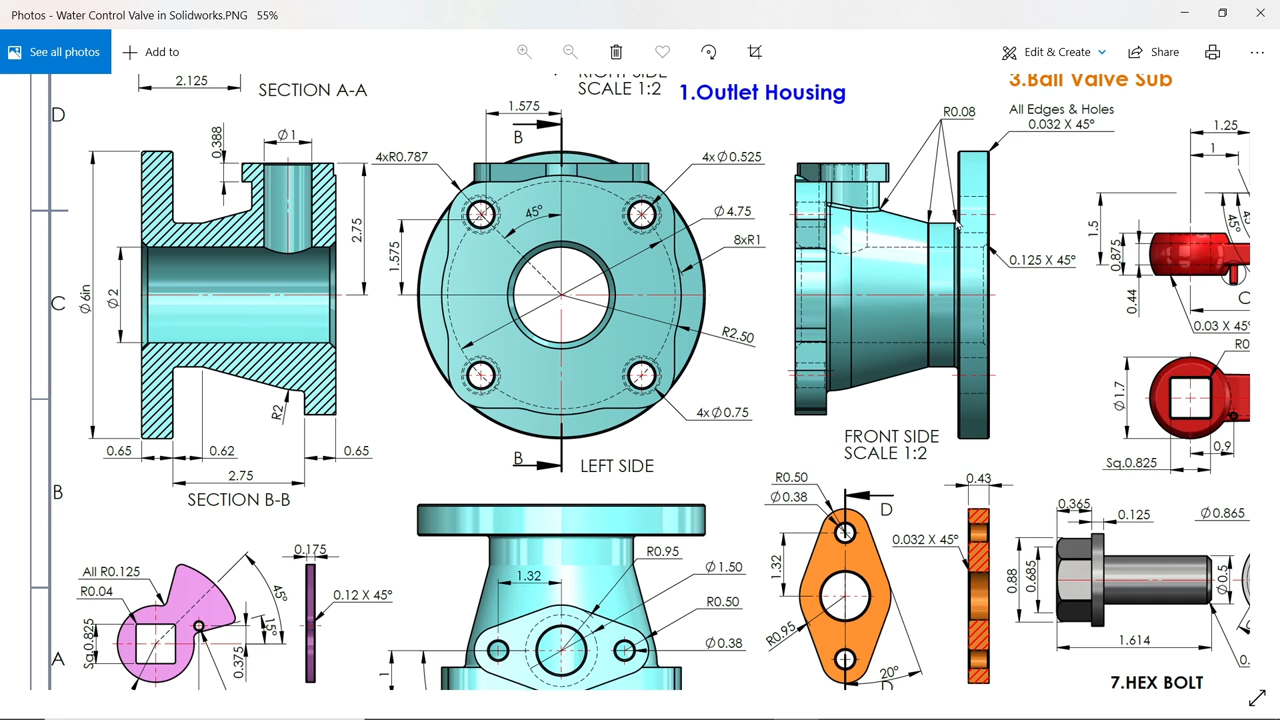 Photos - Water Control Valve in Solidworks.PNG 55%
See all photos
Add to
Edit & Create
Share
2.125
SECTION A-A
RIGHT SIDE
SCALE 1:2
1.Outlet Housing
3.Ball Valve Sub
D
C
B
A
0.388
Ø1
2.75
Ø6in
Ø2
R2
0.65
0.62
0.65
2.75
SECTION B-B
1.575
B
4xR0.787
4xØ0.525
45°
Ø4.75
8xR1
1.575
R2.50
4xØ0.75
B
LEFT SIDE
R0.08
All Edges & Holes
0.032 X 45°
0.125 X 45°
FRONT SIDE
SCALE 1:2
1.25
1
1.5
45°
45°
0.875
0.44
C
0.03 X 45°
R0
Ø1.7
0.9
Sq.0.825
0.175
All R0.125
R0.04
45°
15°
0.12 X 45°
Sq.0.825
0.375
R0.95
1.32
Ø1.50
R0.50
Ø0.38
1
R0.50
Ø0.38
D
0.43
0.032 X 45°
1.32
R0.95
20°
D
0.365
0.125
Ø0.865
0.88
0.685
Ø0.5
1.614
0.
7.HEX BOLT